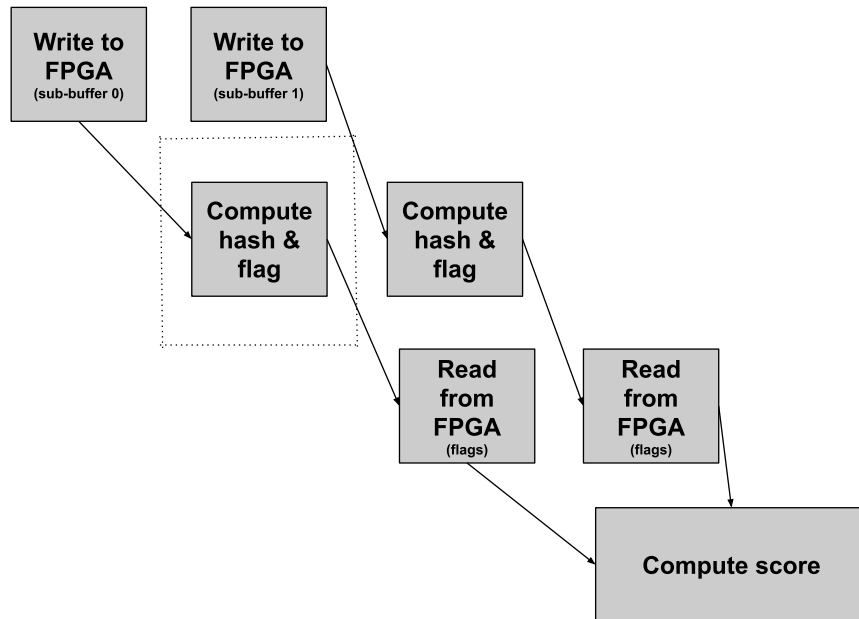 Write to
FPGA
(sub-buffer 0)
Write to
FPGA
(sub-buffer 1)
Compute
hash &
flag
Compute
hash &
flag
Read
from
FPGA
(flags)
Read
from
FPGA
(flags)
Compute score